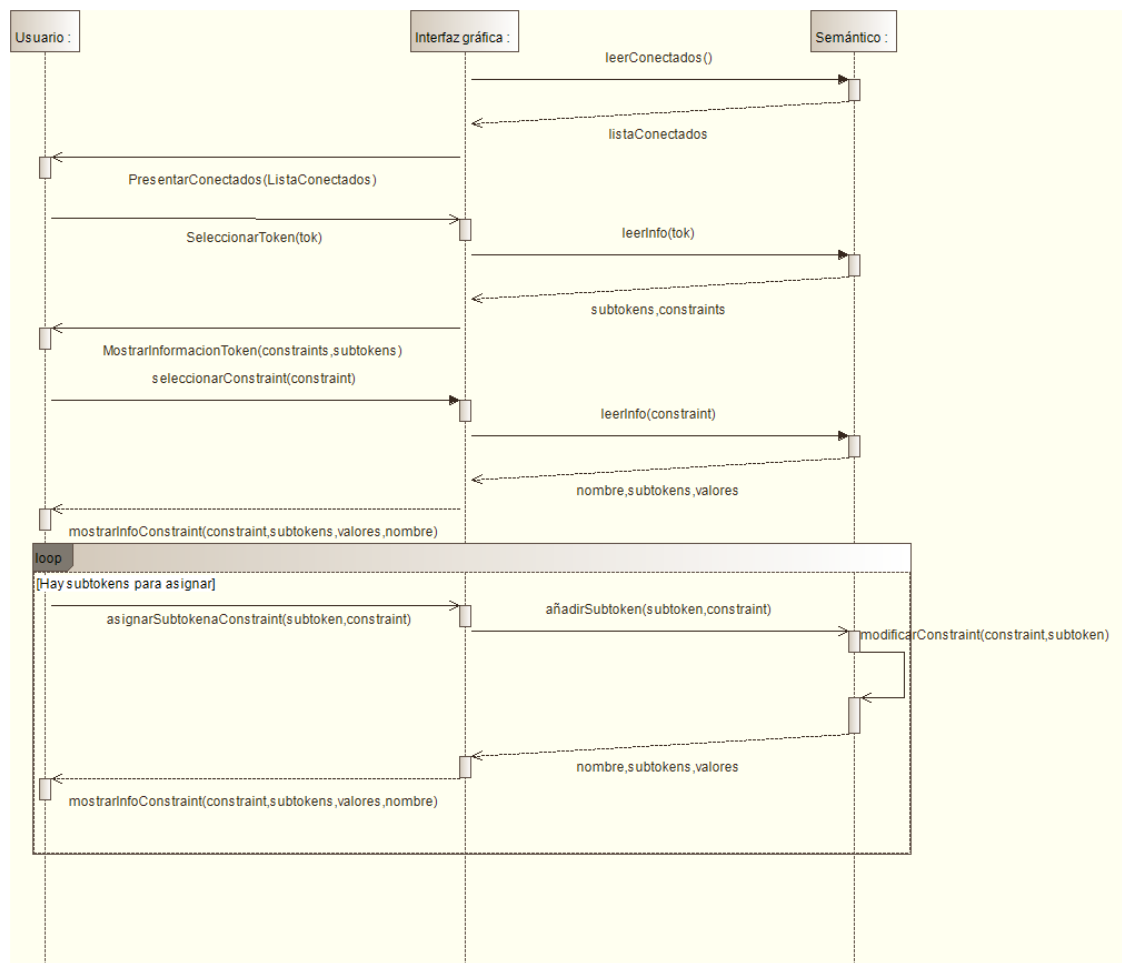 Usuario :
Interfaz gráfica :
Semántico :
leerConectados()
listaConectados
PresentarConectados(ListaConectados)
SeleccionarToken(tok)
leerInfo(tok)
subtokens,constraints
MostrarInformacionToken(constraints,subtokens)
seleccionarConstraint(constraint)
leerInfo(constraint)
nombre,subtokens,valores
mostrarInfoConstraint(constraint,subtokens,valores,nombre)
loop
[Hay subtokens para asignar]
asignarSubtokenaConstraint(subtoken,constraint)
añadirSubtoken(subtoken,constraint)
modificarConstraint(constraint,subtoken)
nombre,subtokens,valores
mostrarInfoConstraint(constraint,subtokens,valores,nombre)